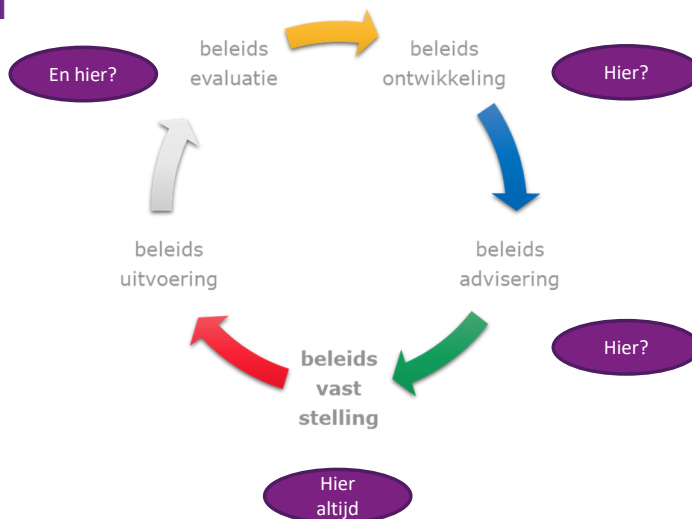 beleids
evaluatie
En hier?
beleids
ontwikkeling
Hier?
beleids
uitvoering
beleids
advisering
Hier?
beleids
vast
stelling
Hier
altijd